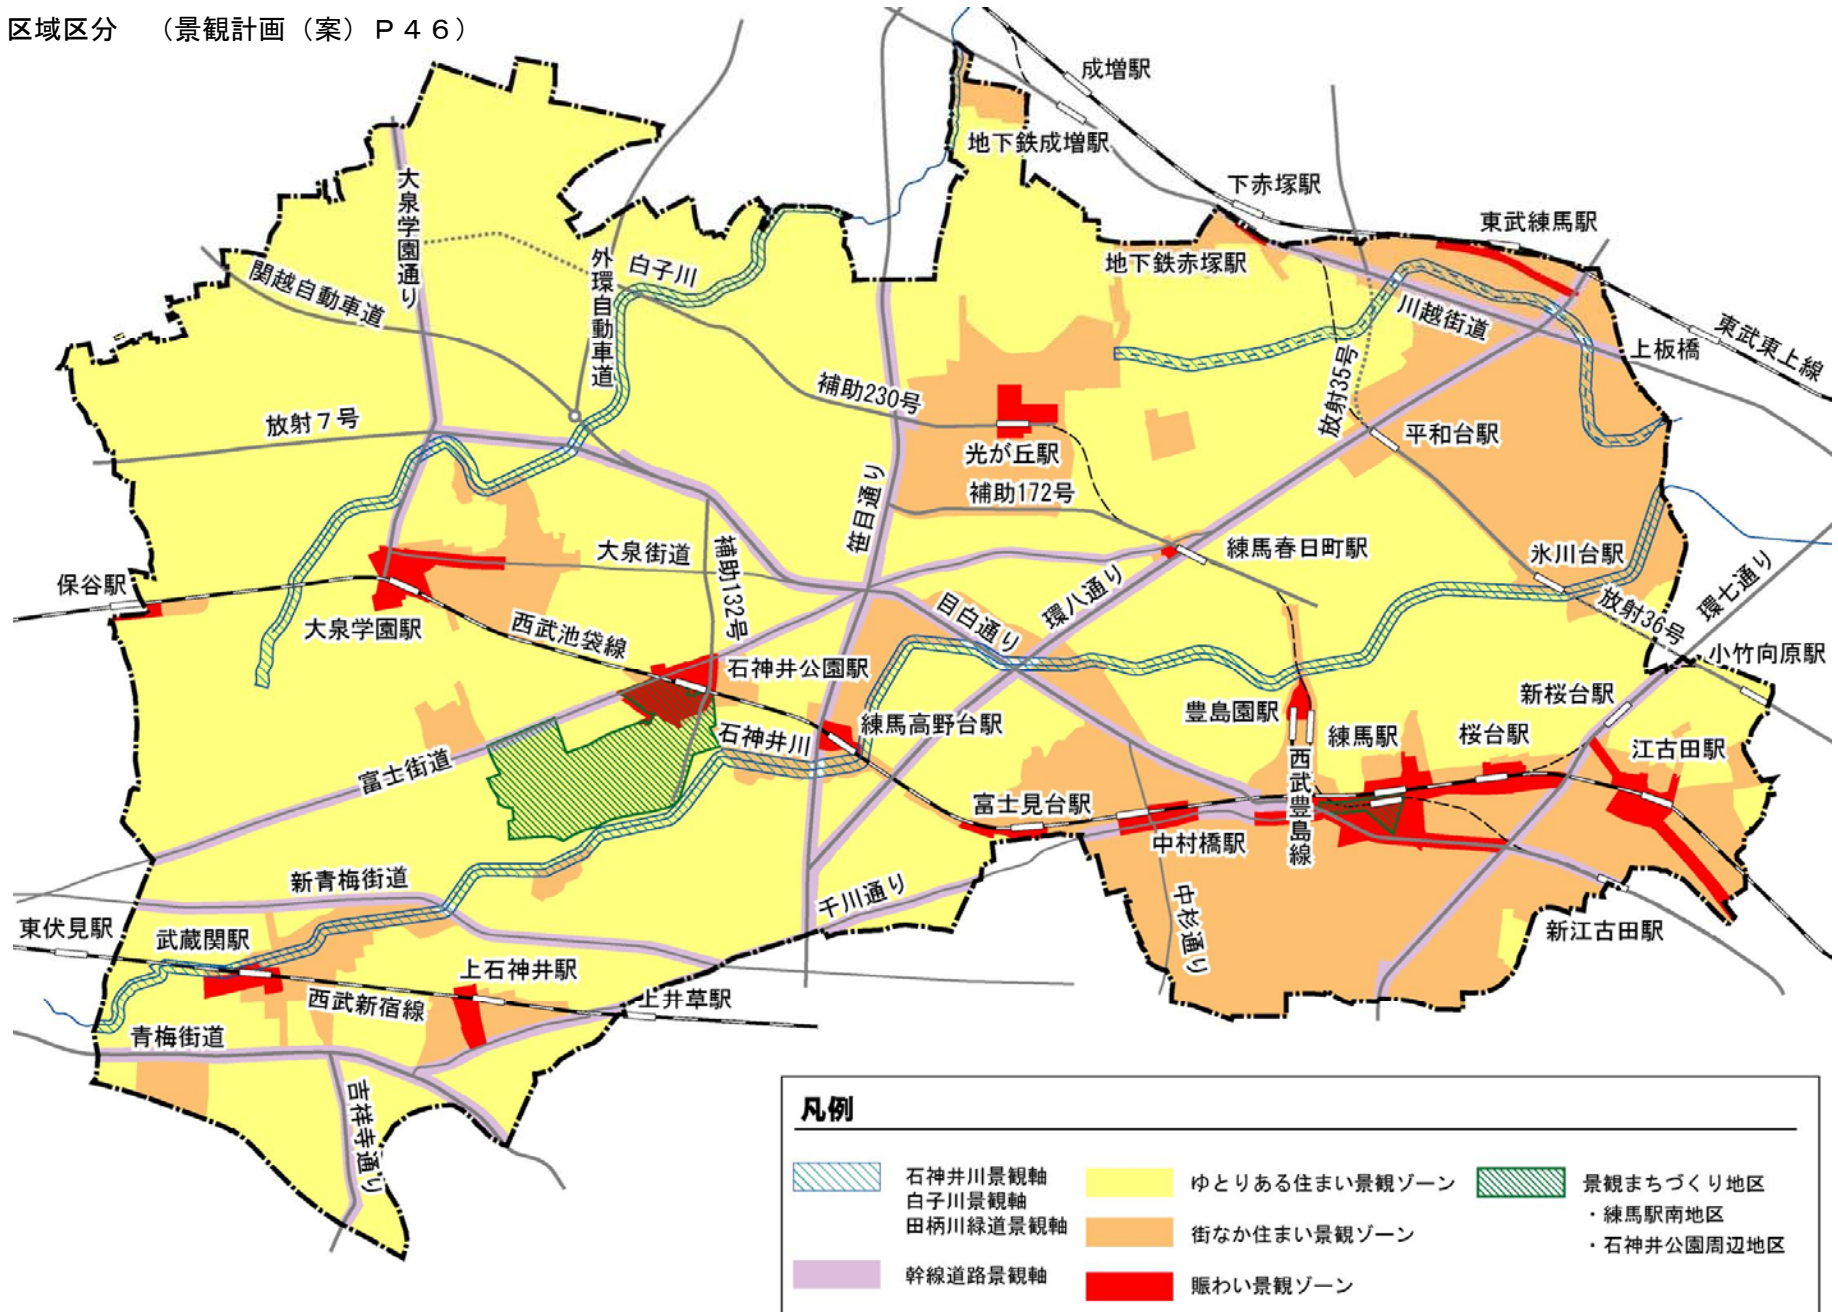 区域区分　（景観計画（案）Ｐ４６）
成増駅
地下鉄成増駅
下赤塚駅
東武練馬駅
地下鉄赤塚駅
大泉学園通り
外環自動車道
白子川
関越自動車道
川越街道
東武東上線
上板橋
放射35号
補助230号
放射７号
平和台駅
光が丘駅
補助172号
笹目通り
大泉街道
補助132号
練馬春日町駅
氷川台駅
環七通り
放射36号
保谷駅
大泉学園駅
西武池袋線
目白通り
環八通り
小竹向原駅
石神井公園駅
新桜台駅
豊島園駅
練馬駅
桜台駅
江古田駅
石神井川
練馬高野台駅
富士街道
西武豊島線
富士見台駅
中村橋駅
新青梅街道
千川通り
中杉通り
新江古田駅
東伏見駅
武蔵関駅
上石神井駅
西武新宿線
上井草駅
青梅街道
吉祥寺通り
凡例
石神井川景観軸
白子川景観軸
田柄川緑道景観軸
幹線道路景観軸
ゆとりある住まい景観ゾーン
街なか住まい景観ゾーン
賑わい景観ゾーン
景観まちづくり地区
・練馬駅南地区
・石神井公園周辺地区